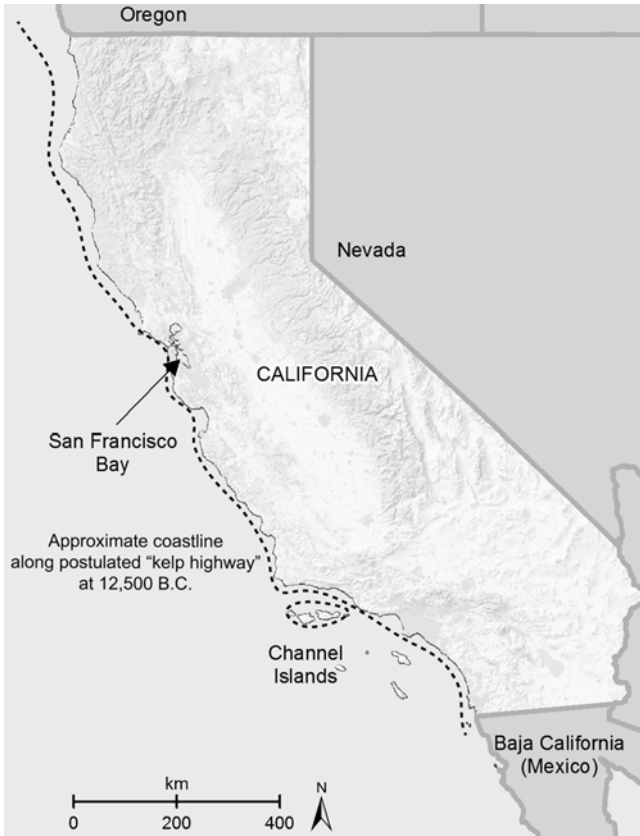 Oregon
Nevada
CALIFORNIA
San Francisco
Bay
Approximate coastline
along postulated “kelp highway”
at 12,500 B.C.
Channel
Islands
Baja California
(Mexico)
km
0 200 400
N